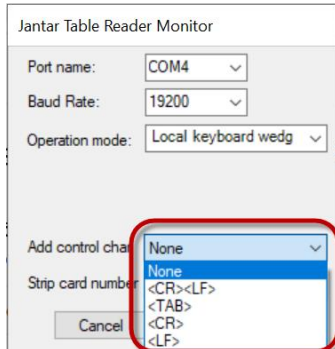 Jantar Table Reader Monitor
Port name: COM4
Baud Rate: 19200
Operation mode: Local keyboard wedg
Add control char None
None
Strip card number <CR><LF>
<TAB>
Cancel <CR>
<LF>